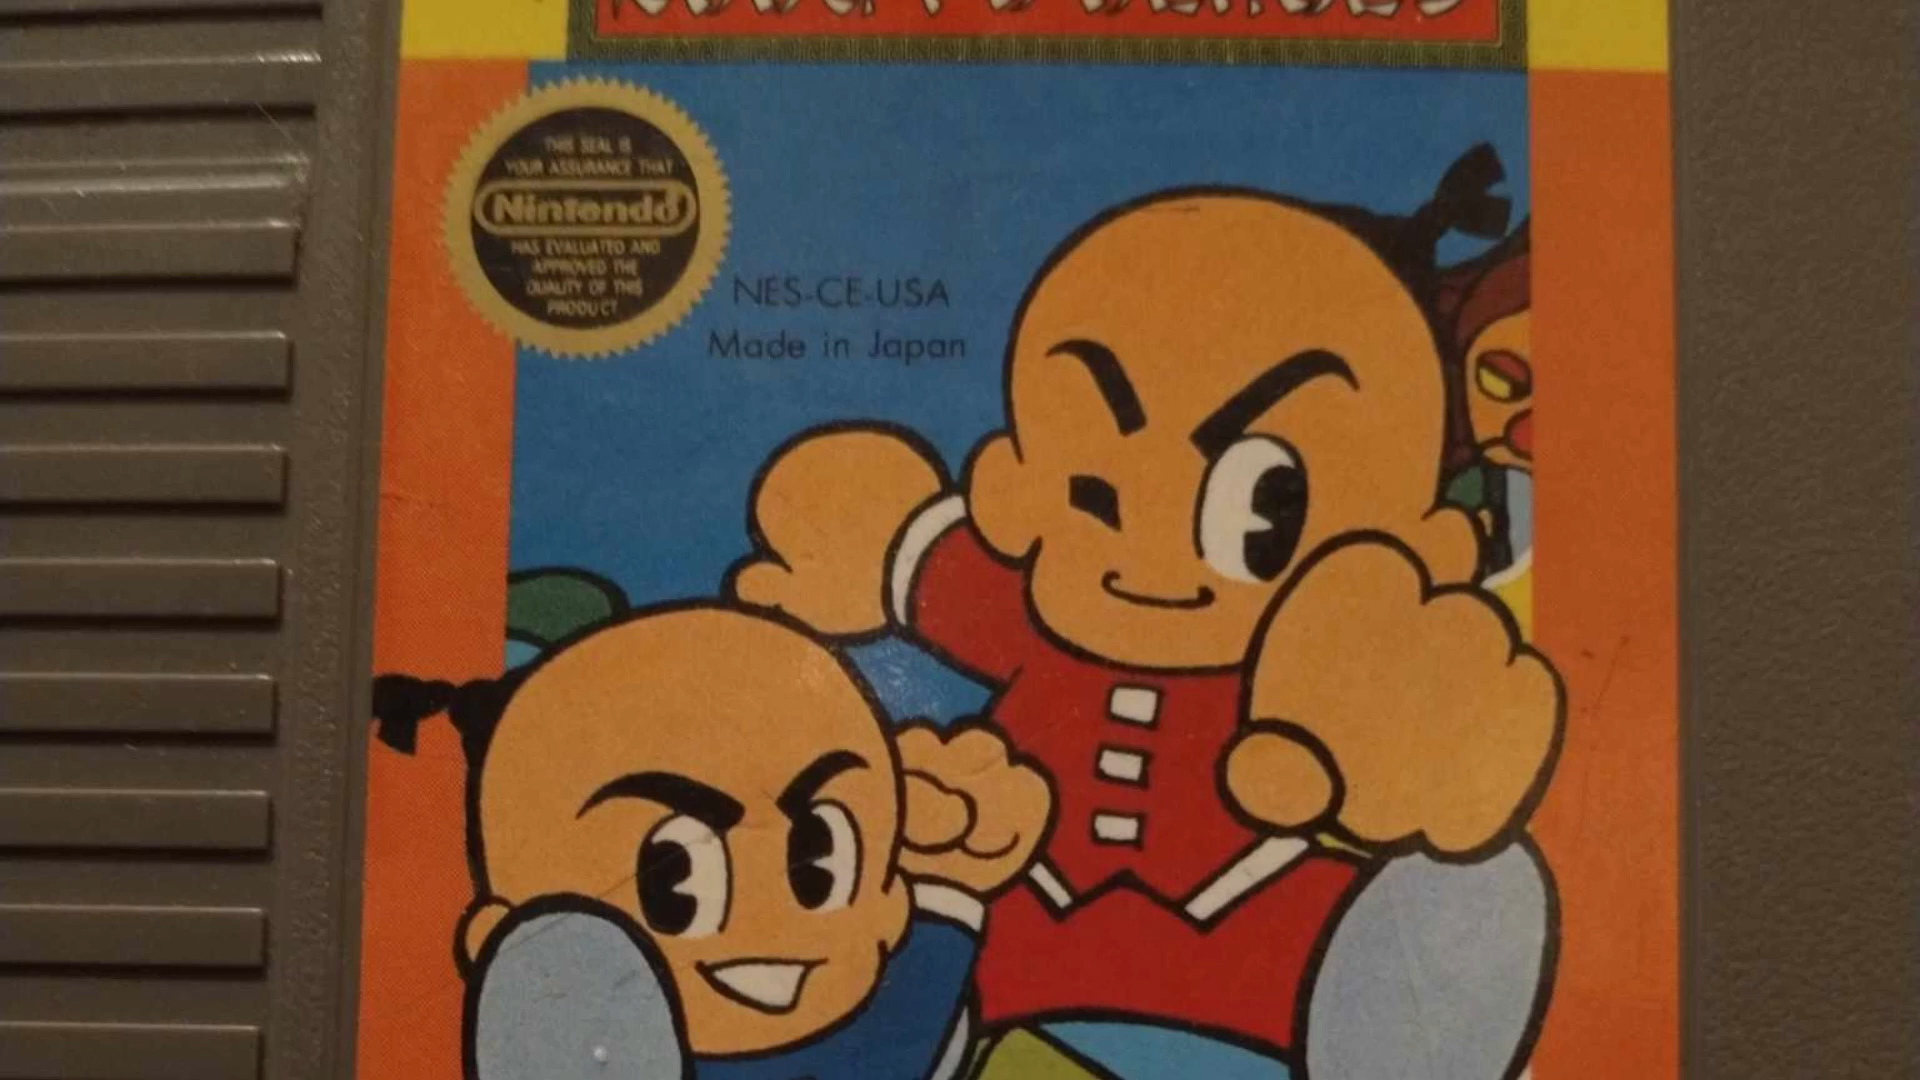 THIS SEAL IS
YOUR ASSURANCE THAT
Nintendo
HAS EVALUATED AND
APPROVED THE
QUALITY OF THIS
PRODUCT
NES-CE-USA
Made in Japan